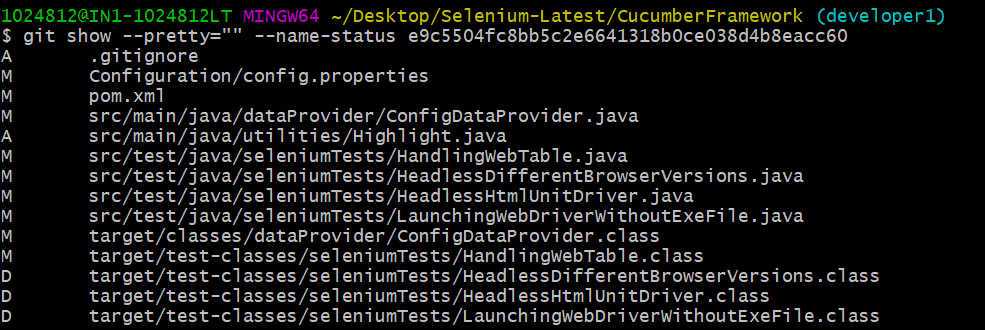 1024812@IN1-1024812LT MINGW64 ~/Desktop/Selenium-Latest/CucumberFramework (developer1)
$ git show --pretty="" --name-status e9c5504fc8bb5c2e6641318b0ce038d4b8eacc60
A       .gitignore
M       Configuration/config.properties
M       pom.xml
M       src/main/java/dataProvider/ConfigDataProvider.java
A       src/main/java/utilities/Highlight.java
M       src/test/java/seleniumTests/HandlingWebTable.java
M       src/test/java/seleniumTests/HeadlessDifferentBrowserVersions.java
M       src/test/java/seleniumTests/HeadlessHtmlUnitDriver.java
M       src/test/java/seleniumTests/LaunchingWebDriverWithoutExeFile.java
M       target/classes/dataProvider/ConfigDataProvider.class
M       target/test-classes/seleniumTests/HandlingWebTable.class
D       target/test-classes/seleniumTests/HeadlessDifferentBrowserVersions.class
D       target/test-classes/seleniumTests/HeadlessHtmlUnitDriver.class
D       target/test-classes/seleniumTests/LaunchingWebDriverWithoutExeFile.class